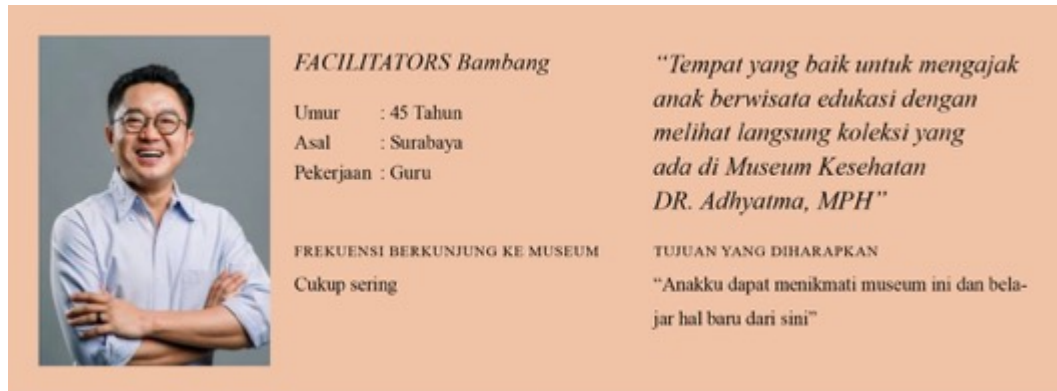 FACILITATORS Bambang
Umur : 45 Tahun
Asal : Surabaya
Pekerjaan : Guru
FREKUENSI BERKUNJUNG KE MUSEUM
Cukup sering
“Tempat yang baik untuk mengajak
anak berwisata edukasi dengan
melihat langsung koleksi yang
ada di Museum Kesehatan
DR. Adhyatma, MPH”
TUJUAN YANG DIHARAPKAN
“Anakku dapat menikmati museum ini dan bela-
jar hal baru dari sini”